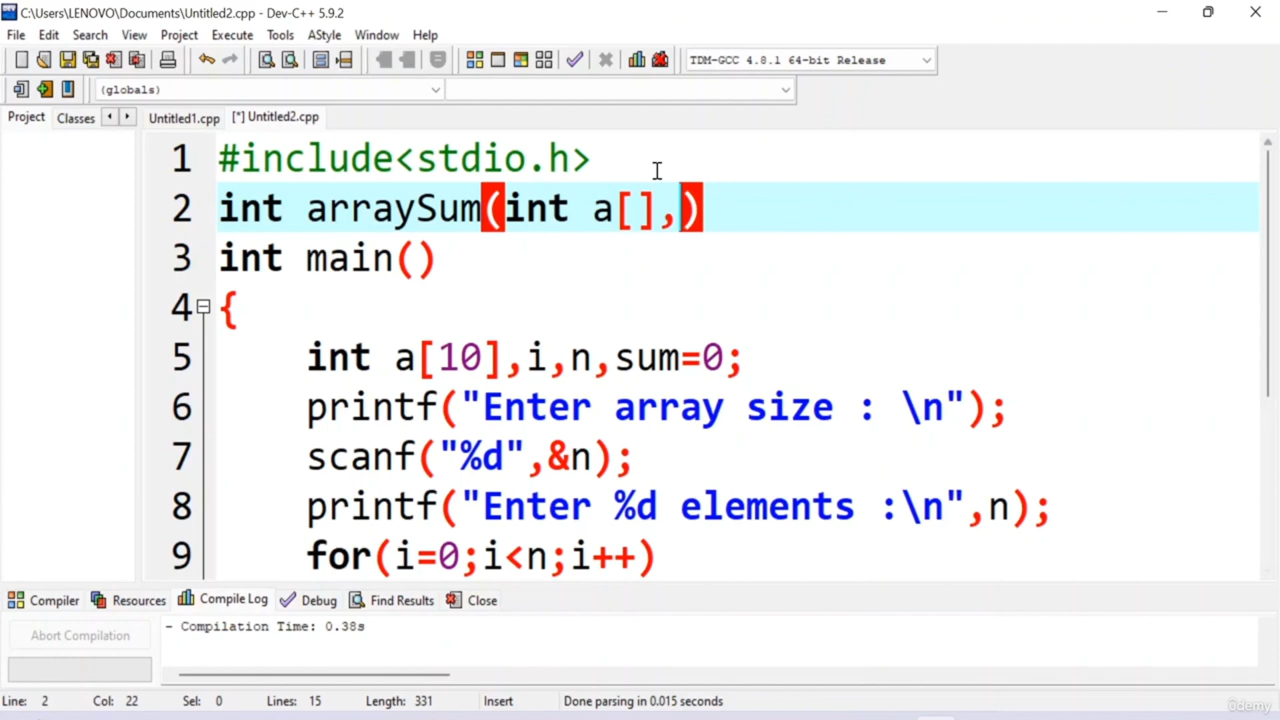 C:\Users\LENOVO\Documents\Untitled2.cpp - Dev-C++ 5.9.2
File Edit Search View Project Execute Tools AStyle Window Help
TDM-GCC 4.8.1 64-bit Release
(globals)
Project Classes Untitled1.cpp [*] Untitled2.cpp
1 #include<stdio.h>
2 int arraySum(int a[],)
3 int main()
4 {
5 int a[10],i,n,sum=0;
6 printf("Enter array size : \n");
7 scanf("%d",&n);
8 printf("Enter %d elements :\n",n);
9 for(i=0;i<n;i++)
Compiler Resources Compile Log Debug Find Results Close
Abort Compilation
- Compilation Time: 0.38s
Line: 2 Col: 22 Sel: 0 Lines: 15 Length: 331 Insert Done parsing in 0.015 seconds
ûdemy